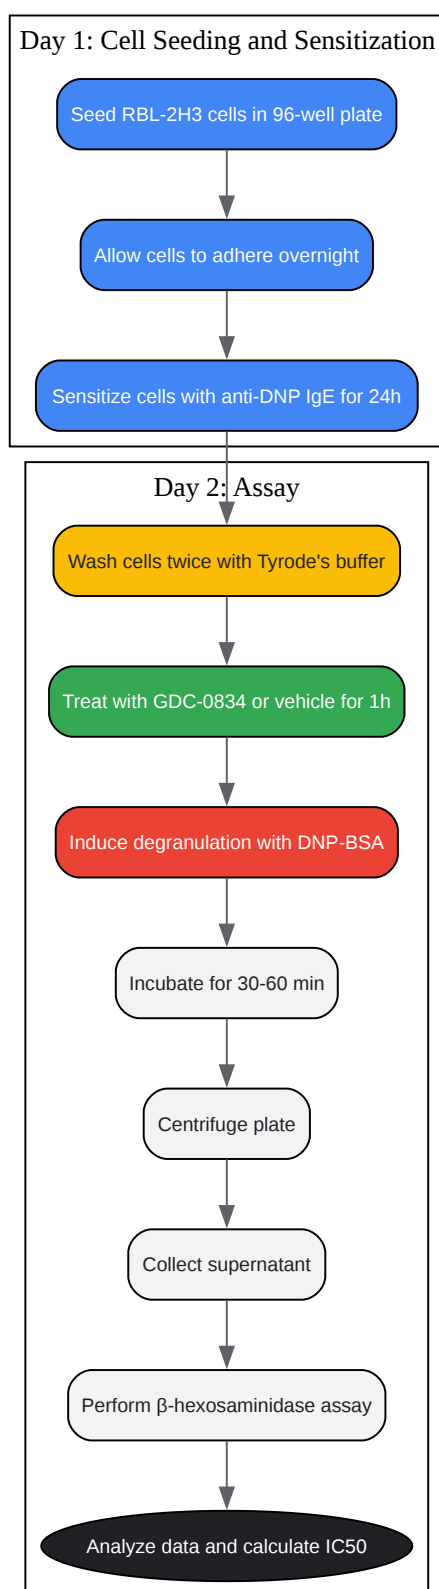 Day 1: Cell Seeding and Sensitization
Seed RBL-2H3 cells in 96-well plate
Allow cells to adhere overnight
Sensitize cells with anti-DNP IgE for 24h
Day 2: Assay
Wash cells twice with Tyrode's buffer
Treat with GDC-0834 or vehicle for 1h
Induce degranulation with DNP-BSA
Incubate for 30-60 min
Centrifuge plate
Collect supernatant
Perform β-hexosaminidase assay
Analyze data and calculate IC50